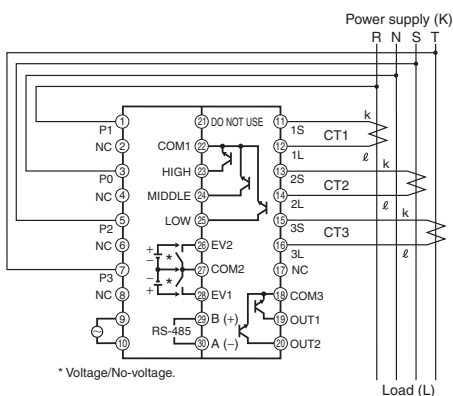 Power supply (K)
R N S T
1 21 DO NOT USE 11 k
P1 1S CT1
NC 2 COM1 22 12
1L ℓ
3 HIGH 23 13 k
P0 2S CT2
NC 4 MIDDLE 24 14
2L ℓ
5 LOW 25 15 k
P2 3S CT3
NC 6 + − * 26 EV2 16
3L ℓ
7 27 COM2 17 NC
P3 − + *
NC 8 28 EV1 18 COM3
9 RS-485 29 B (+) 19 OUT1
10 30 A (−) 20 OUT2
* Voltage/No-voltage.
Load (L)